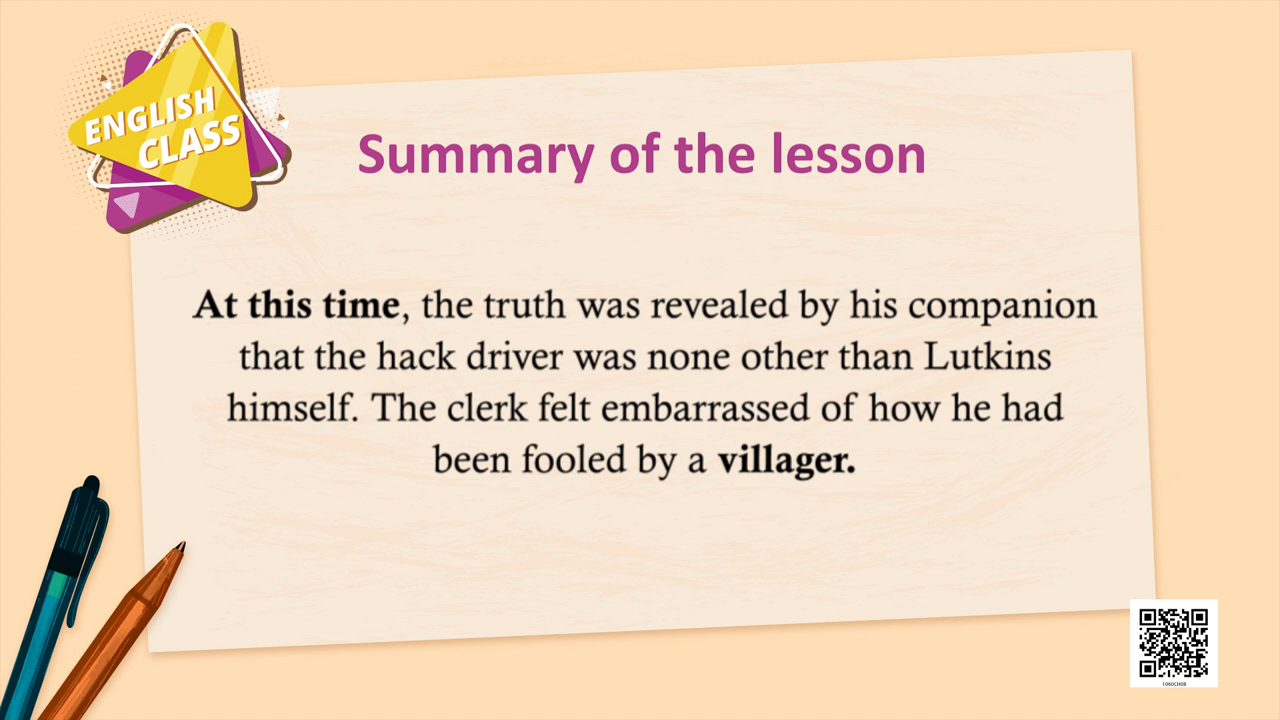 ENGLISH
CLASS
Summary of the lesson
At this time, the truth was revealed by his companion
that the hack driver was none other than Lutkins
himself. The clerk felt embarrassed of how he had
been fooled by a villager.
1060CH08